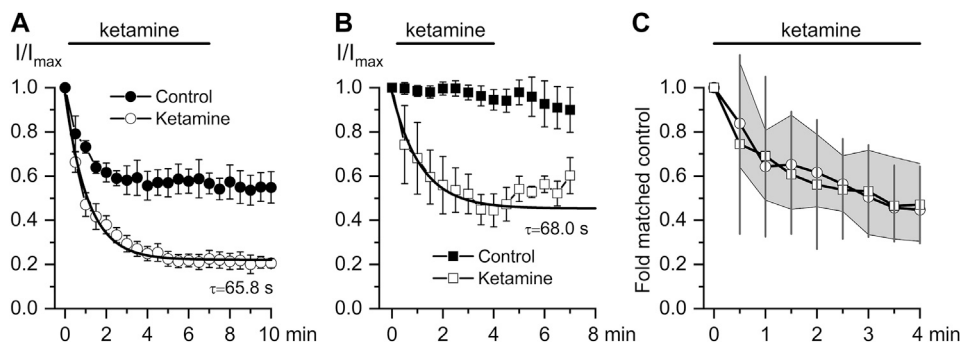 A
ketamine
I/Imax
1.0
0.8
0.6
0.4
0.2
0.0
Control
Ketamine
τ=65.8 s
0 2 4 6 8 10 min
B
ketamine
I/Imax
1.0
0.8
0.6
0.4
0.2
0.0
τ=68.0 s
Control
Ketamine
0 2 4 6 8 min
C
ketamine
Fold matched control
1.0
0.8
0.6
0.4
0.2
0.0
0 1 2 3 4 min